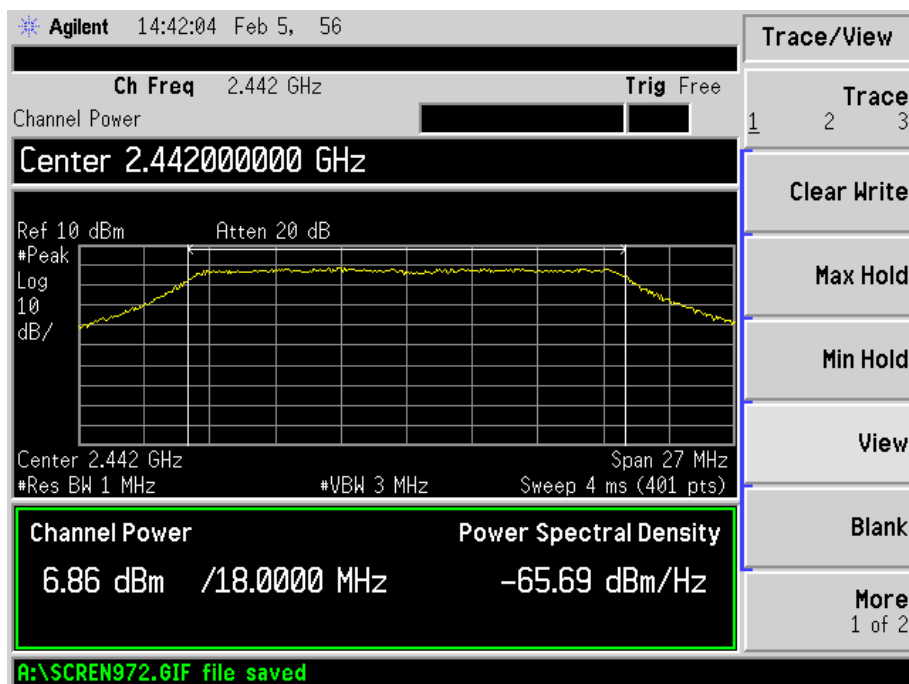 Agilent 14:42:04 Feb 5, 56
Trace/View
Ch Freq 2.442 GHz Trig Free
Channel Power
Trace
1 2 3
Center 2.442000000 GHz
Clear Write
Ref 10 dBm Atten 20 dB
#Peak
Log
10
dB/
Max Hold
Min Hold
View
Center 2.442 GHz Span 27 MHz
#Res BW 1 MHz #VBW 3 MHz Sweep 4 ms (401 pts)
Channel Power Power Spectral Density
Blank
6.86 dBm /18.0000 MHz -65.69 dBm/Hz
More
1 of 2
A:\SCREN972.GIF file saved